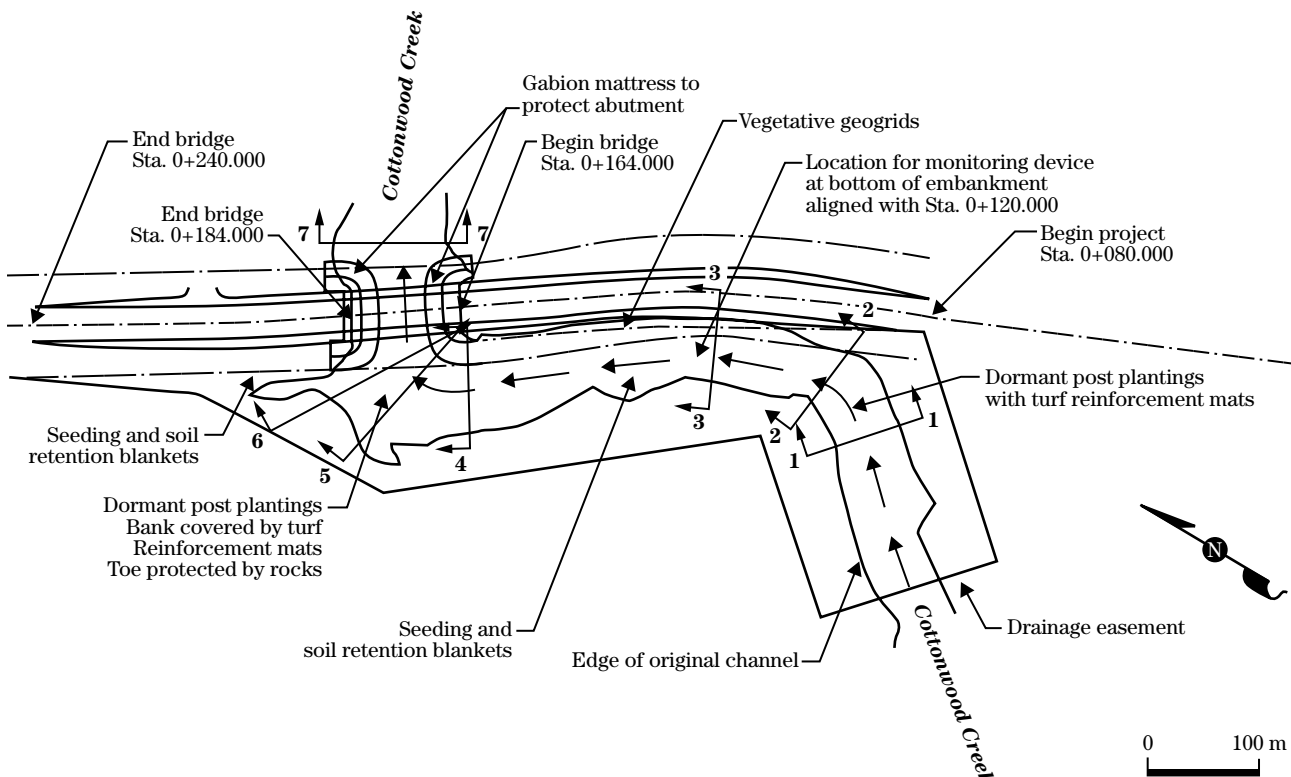 Cottonwood Creek
Gabion mattress to
protect abutment
Vegetative geogrids
End bridge
Sta. 0+240.000
Begin bridge
Sta. 0+164.000
Location for monitoring device
at bottom of embankment
aligned with Sta. 0+120.000
End bridge
Sta. 0+184.000
7
7
Begin project
Sta. 0+080.000
3
2
Dormant post plantings
with turf reinforcement mats
Seeding and soil
retention blankets
6
5
4
3
2
1
1
Dormant post plantings
Bank covered by turf
Reinforcement mats
Toe protected by rocks
N
Seeding and
soil retention blankets
Edge of original channel
Drainage easement
Cottonwood Creek
0 100 m